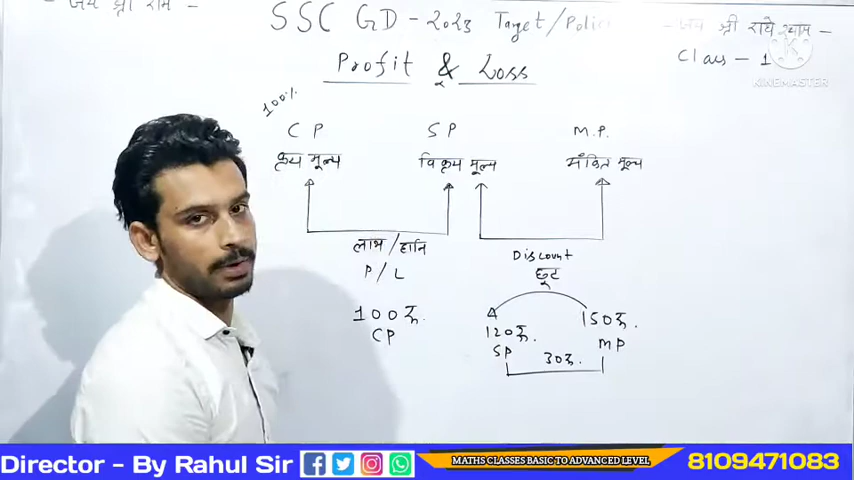 - जय श्री राम -
SSC GD - 2023 Target/Police
- जय श्री राधे श्याम -
Class - 1
KINEMASTER
Profit & Loss
100%
CP SP M.P.
क्रय मूल्य विक्रय मूल्य अंकित मूल्य
लाभ/हानि Discount
P/L छूट
100रू. 120रू. 150रू.
CP SP 30रू. MP
Director - By Rahul Sir MATHS CLASSES BASIC TO ADVANCED LEVEL 8109471083